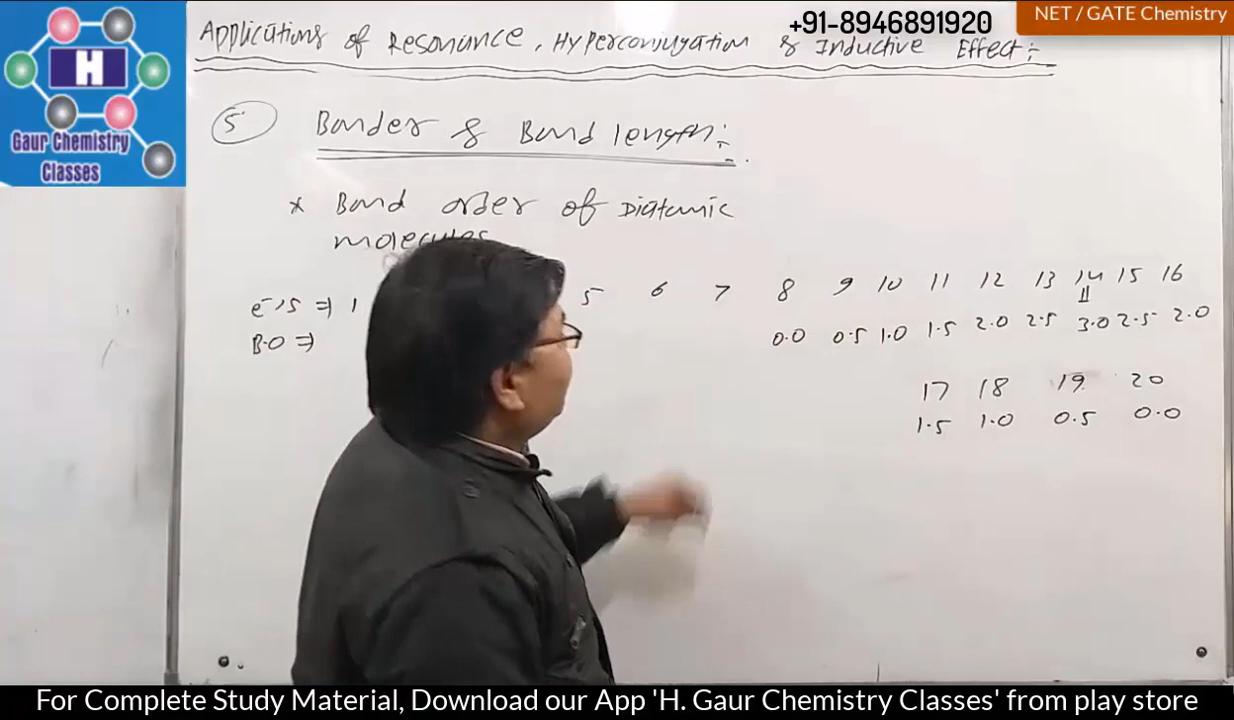 +91-8946891920
NET / GATE Chemistry
H
Gaur Chemistry
Classes
Applications of Resonance, Hyperconjugation & Inductive Effect:-
5 Border & Bond length:-
* Bond order of Diatomic
molecules
e-'s ⇒ 1 5 6 7 8 9 10 11 12 13 14 15 16
B.O ⇒ 0.0 0.5 1.0 1.5 2.0 2.5 3.0 2.5 2.0
17 18 19 20
1.5 1.0 0.5 0.0
For Complete Study Material, Download our App 'H. Gaur Chemistry Classes' from play store